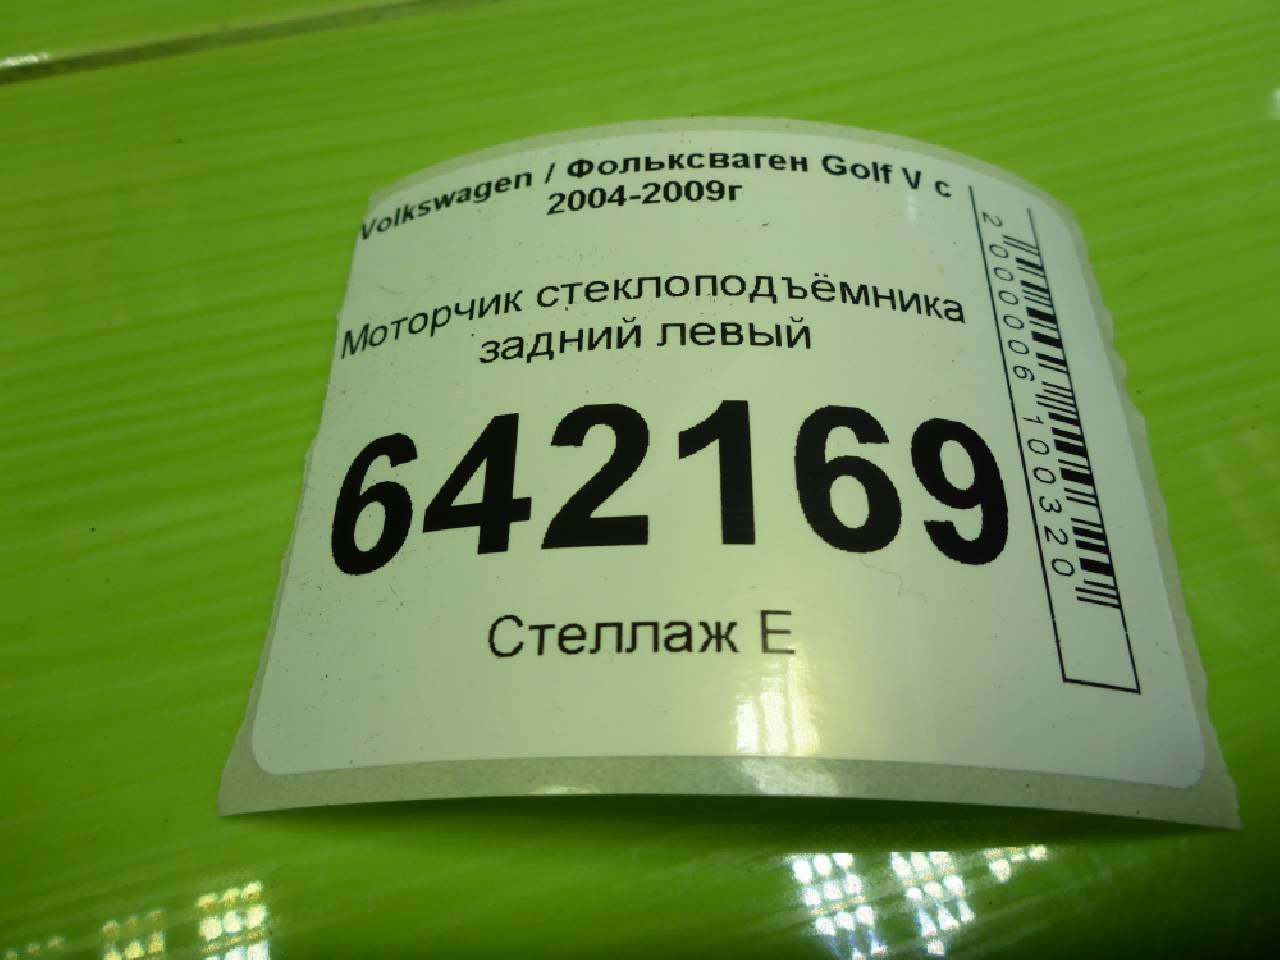 Volkswagen / Фольксваген Golf V с
2004-2009г
Моторчик стеклоподъёмника
задний левый
642169
Стеллаж Е
2000006100320